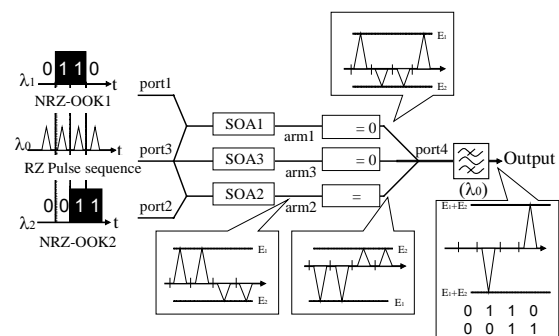 0 1 1 0
λ1
t
NRZ-OOK1
λ0
t
RZ Pulse sequence
0 0 1 1
λ2
t
NRZ-OOK2
port1
port3
port2
SOA1
arm1
= 0
SOA3
arm3
= 0
SOA2
arm2
=
port4
(λ0)
Output
E1
E2
E1
E2
E2
E1
E1+E2
E1+E2
0 1 1 0
0 0 1 1